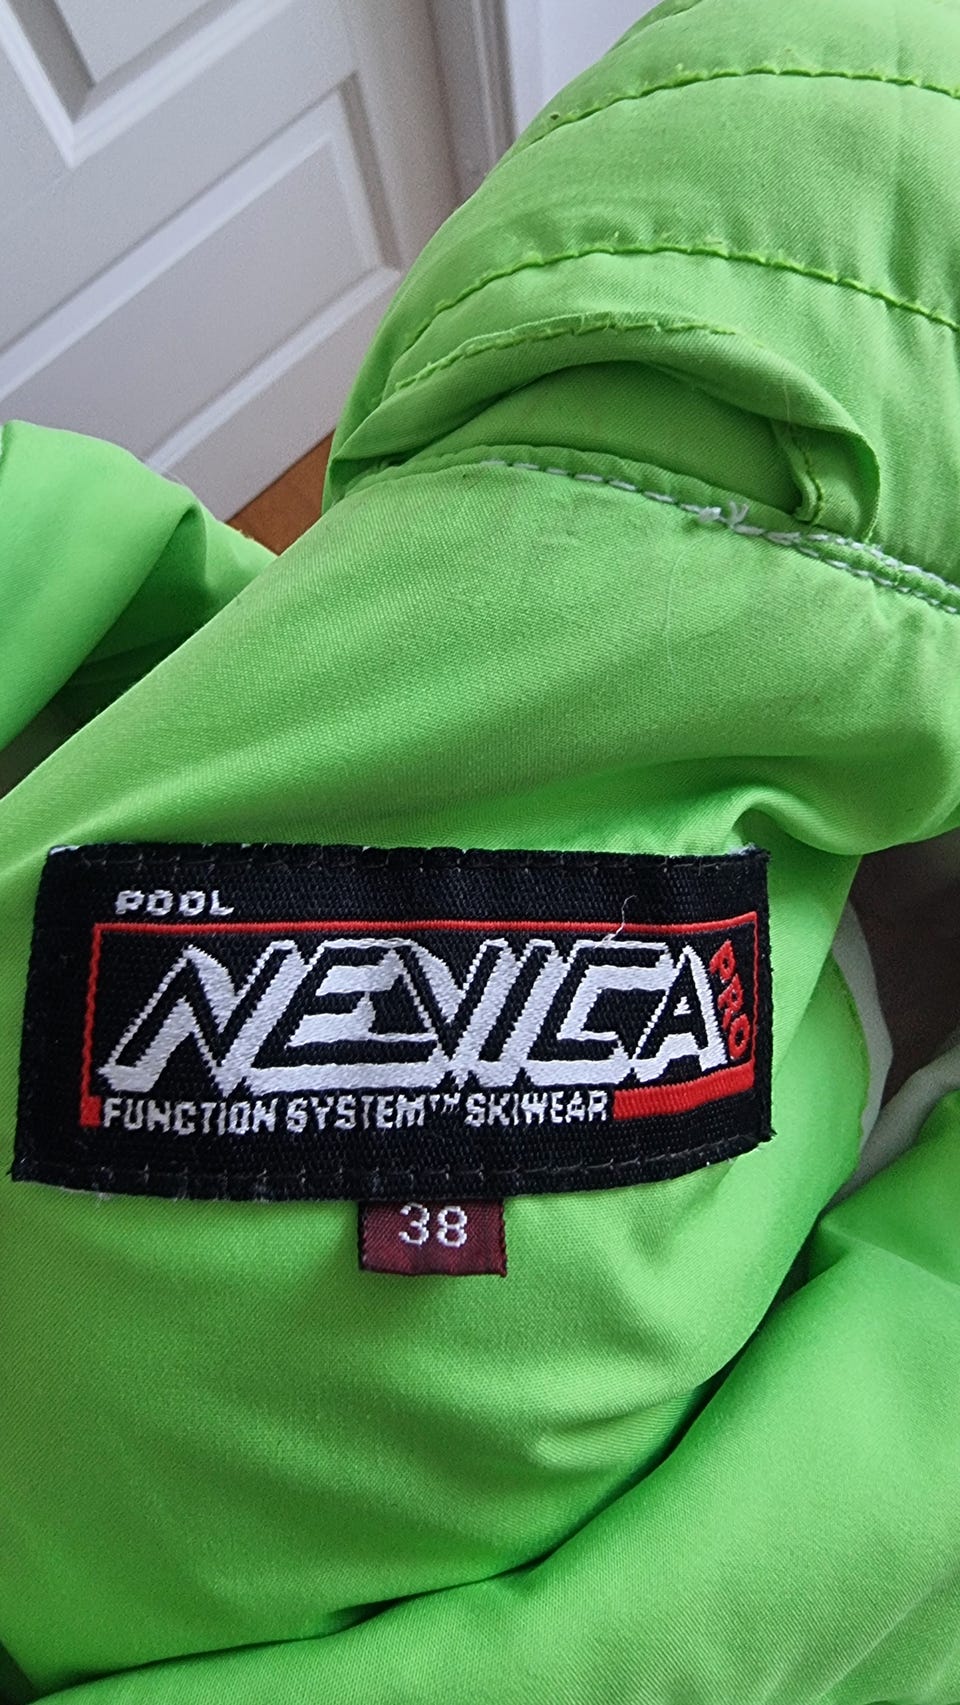 POOL
NEVICA
PRO
FUNCTION SYSTEM™ SKIWEAR
38